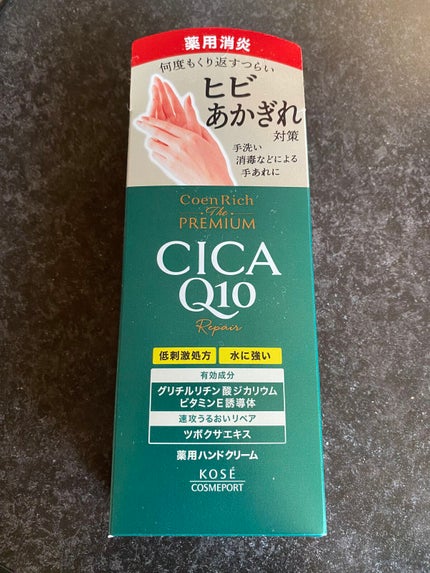 薬用消炎
何度もくり返すつらい
ヒビ
あかぎれ
対策
手洗い
消毒などによる
手あれに
Coen Rich
The
PREMIUM
CICA
Q10
Repair
低刺激処方 水に強い
有効成分
グリチルリチン酸ジカリウム
ビタミンE誘導体
速攻うるおいリペア
ツボクサエキス
薬用ハンドクリーム
KOSÉ
COSMEPORT